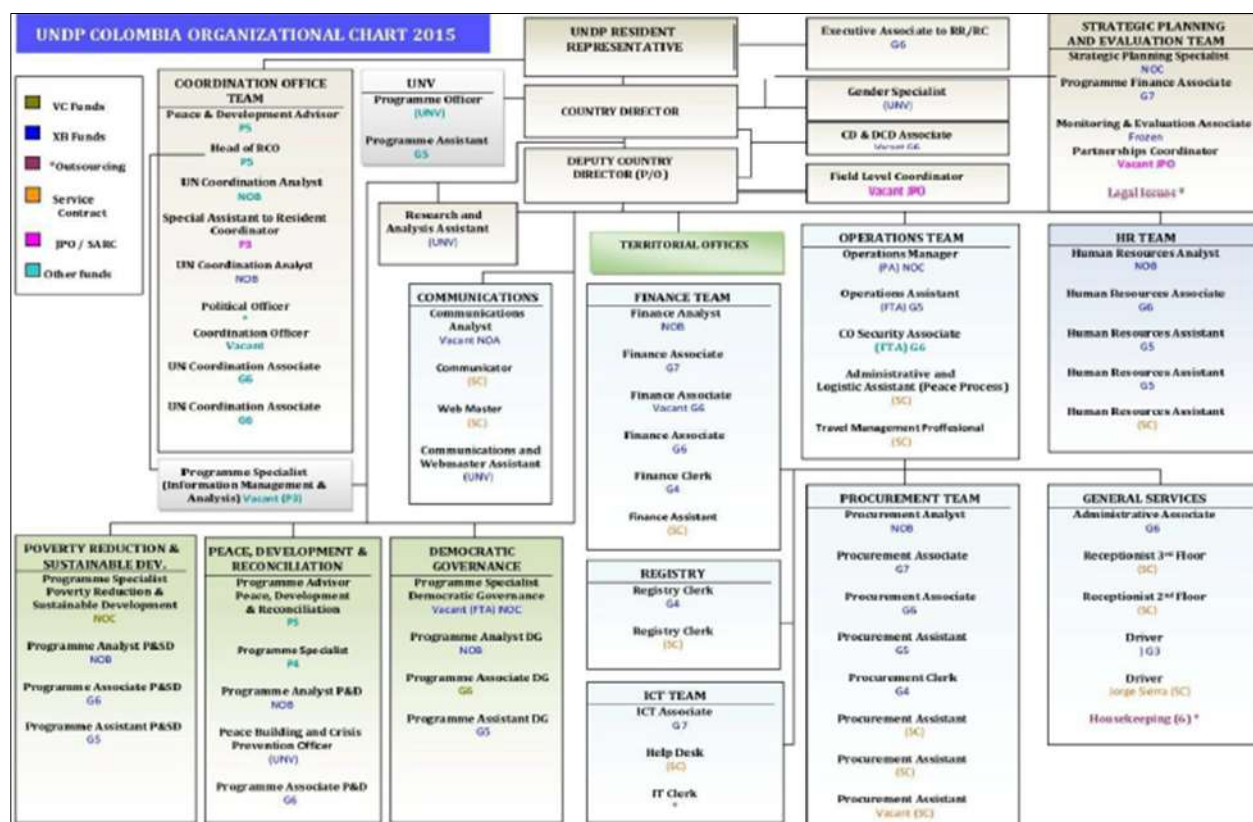 UNDP COLOMBIA ORGANIZATIONAL CHART 2015
VC Funds
XB Funds
*Outsourcing
Service
Contract
JPO / SARC
Other funds
UNDP RESIDENT
REPRESENTATIVE
COUNTRY DIRECTOR
DEPUTY COUNTRY
DIRECTOR (P/O)
Executive Associate to RR/RC
G6
Gender Specialist
(UNV)
CD & DCD Associate
Vacant G6
Field Level Coordinator
Vacant JPO
STRATEGIC PLANNING
AND EVALUATION TEAM
Strategic Planning Specialist
NOC
Programme Finance Associate
G7
Monitoring & Evaluation Associate
Frozen
Partnerships Coordinator
Vacant JPO
Legal Issues *
COORDINATION OFFICE
TEAM
Peace & Development Advisor
P5
Head of RCO
P5
UN Coordination Analyst
NOB
Special Assistant to Resident
Coordinator
P3
UN Coordination Analyst
NOB
Political Officer
*
Coordination Officer
Vacant
UN Coordination Associate
G6
UN Coordination Associate
G6
UNV
Programme Officer
(UNV)
Programme Assistant
G5
Research and
Analysis Assistant
(UNV)
Programme Specialist
(Information Management &
Analysis) Vacant (P3)
COMMUNICATIONS
Communications
Analyst
Vacant NOA
Communicator
(SC)
Web Master
(SC)
Communications and
Webmaster Assistant
(UNV)
TERRITORIAL OFFICES
FINANCE TEAM
Finance Analyst
NOB
Finance Associate
G7
Finance Associate
Vacant G6
Finance Associate
G6
Finance Clerk
G4
Finance Assistant
(SC)
OPERATIONS TEAM
Operations Manager
(PA) NOC
Operations Assistant
(FTA) G5
CO Security Associate
(FTA) G6
Administrative and
Logistic Assistant (Peace Process)
(SC)
Travel Management Proffesional
(SC)
HR TEAM
Human Resources Analyst
NOB
Human Resources Associate
G6
Human Resources Assistant
G5
Human Resources Assistant
G5
Human Resources Assistant
(SC)
POVERTY REDUCTION &
SUSTAINABLE DEV.
Programme Specialist
Poverty Reduction &
Sustainable Development
NOC
Programme Analyst P&SD
NOB
Programme Associate P&SD
G6
Programme Assistant P&SD
G5
PEACE, DEVELOPMENT &
RECONCILIATION
Programme Advisor
Peace, Development
& Reconciliation
P5
Programme Specialist
P4
Programme Analyst P&D
NOB
Peace Building and Crisis
Prevention Officer
(UNV)
Programme Associate P&D
G6
DEMOCRATIC
GOVERNANCE
Programme Specialist
Democratic Governance
Vacant (FTA) NOC
Programme Analyst DG
NOB
Programme Associate DG
G6
Programme Assistant DG
G5
REGISTRY
Registry Clerk
G4
Registry Clerk
(SC)
ICT TEAM
ICT Associate
G7
Help Desk
(SC)
IT Clerk
*
PROCUREMENT TEAM
Procurement Analyst
NOB
Procurement Associate
G7
Procurement Associate
G6
Procurement Assistant
G5
Procurement Clerk
G4
Procurement Assistant
(SC)
Procurement Assistant
(SC)
Procurement Assistant
Vacant (SC)
GENERAL SERVICES
Administrative Associate
G6
Receptionist 3rd Floor
(SC)
Receptionist 2nd Floor
(SC)
Driver
) G3
Driver
Jorge Sierra (SC)
Housekeeping (6) *